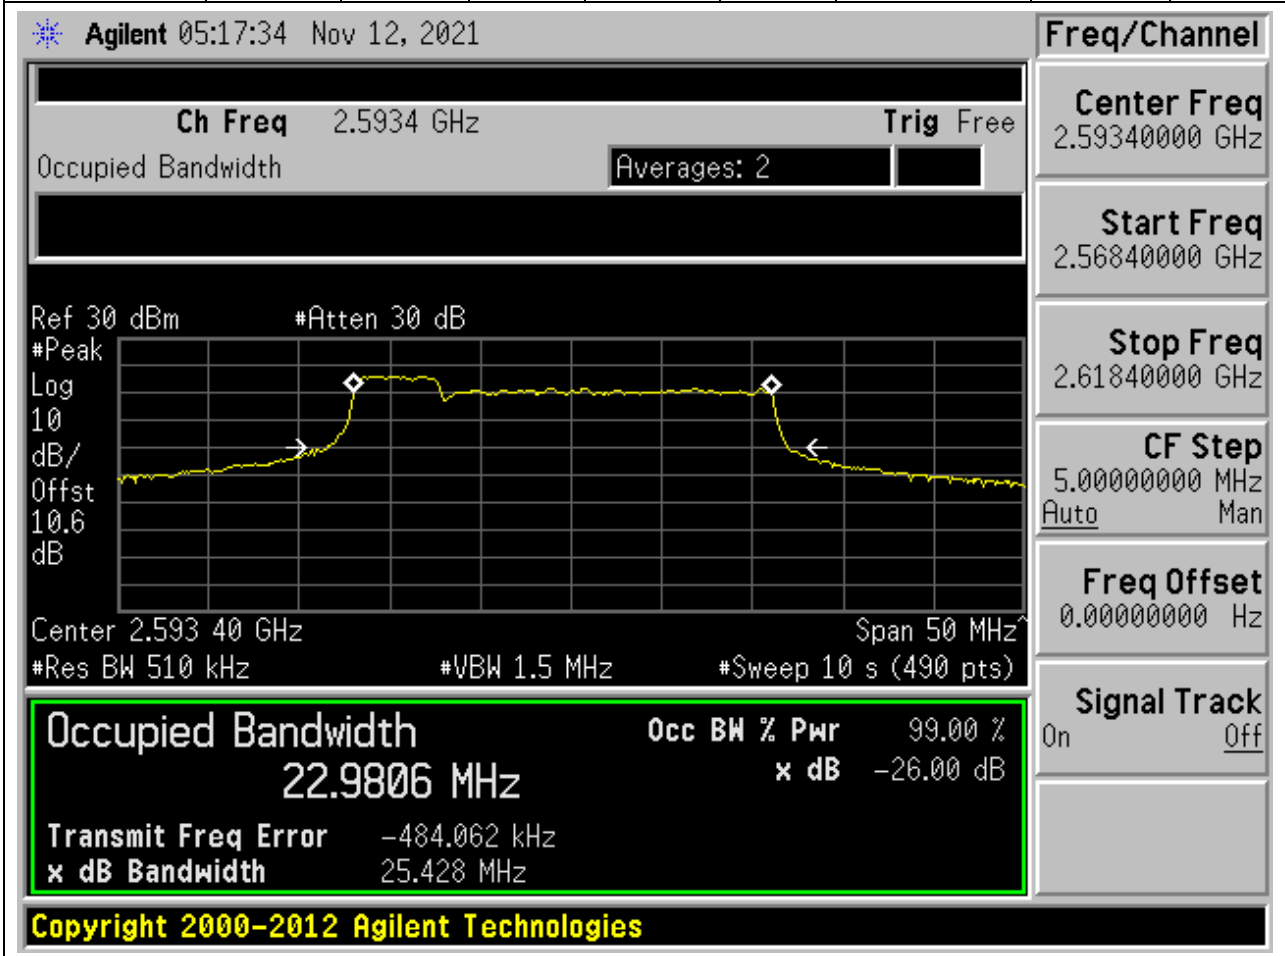 Agilent 05:17:34 Nov 12, 2021
Freq/Channel
Ch Freq 2.5934 GHz Trig Free
Occupied Bandwidth Averages: 2
Ref 30 dBm #Atten 30 dB
#Peak
Log
10
dB/
Offst
10.6
dB
Center 2.593 40 GHz Span 50 MHz^
#Res BW 510 kHz #VBW 1.5 MHz #Sweep 10 s (490 pts)
Occupied Bandwidth Occ BW % Pwr 99.00 %
22.9806 MHz x dB -26.00 dB
Transmit Freq Error -484.062 kHz
x dB Bandwidth 25.428 MHz
Center Freq
2.59340000 GHz
Start Freq
2.56840000 GHz
Stop Freq
2.61840000 GHz
CF Step
5.00000000 MHz
Auto Man
Freq Offset
0.00000000 Hz
Signal Track
On Off
Copyright 2000-2012 Agilent Technologies